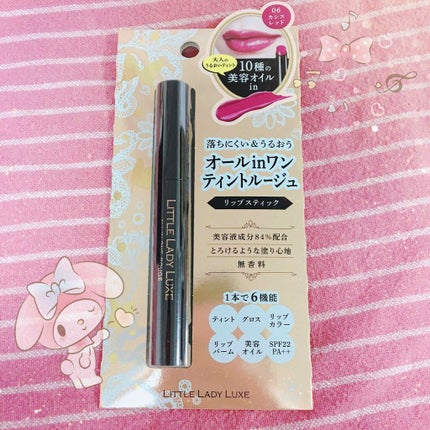 06
カシス
レッド
大人の
うるおいティント
10種の
美容オイル
in
落ちにくい&うるおう
オールinワン
ティントルージュ
リップスティック
美容液成分84%配合
とろけるような塗り心地
無香料
1本で6機能
ティント グロス リップカラー
リップバーム 美容オイル SPF22 PA++
LITTLE LADY LUXE
LITTLE LADY LUXE